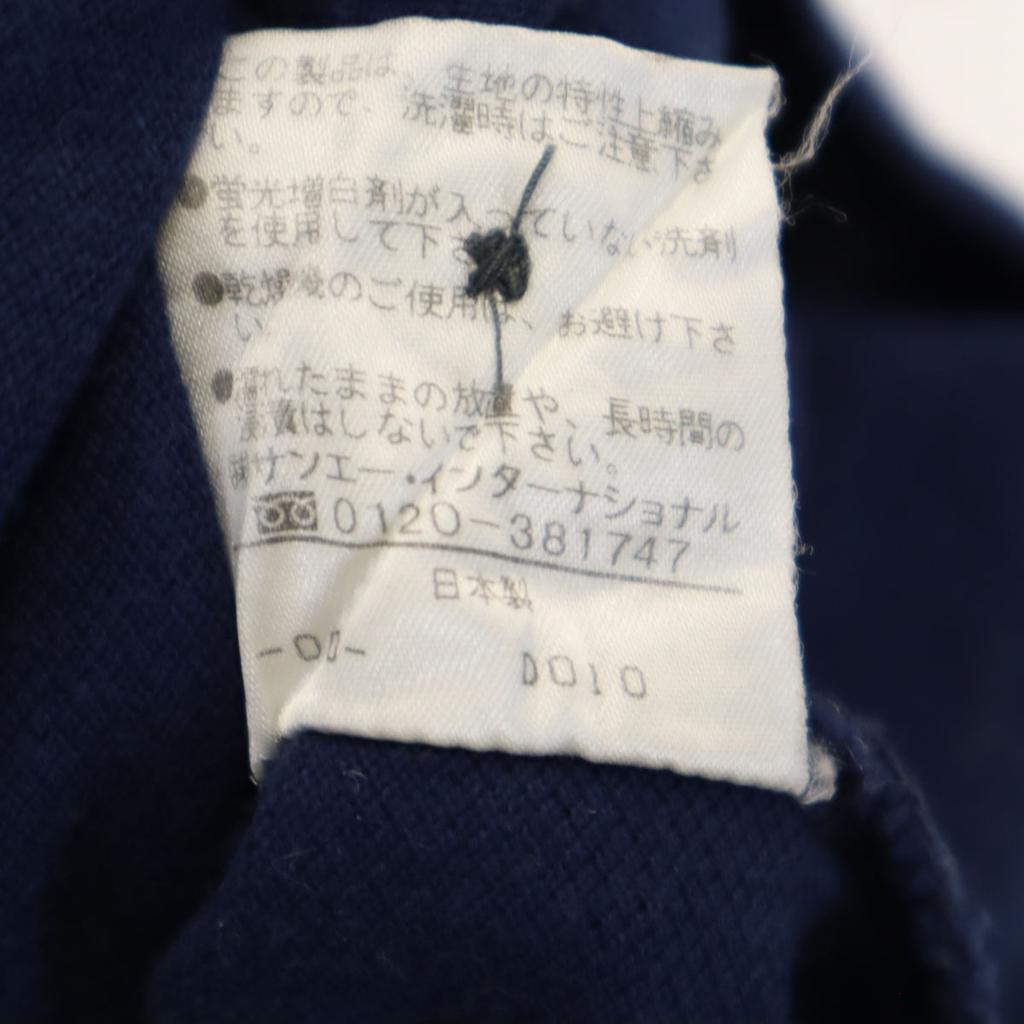 この製品は、生地の特性上縮み
ますので、洗濯時はご注意下さ
い。
●蛍光増白剤が入っていない洗剤
を使用して下さ
●乾燥機のご使用は、お避け下さ
い
●濡れたままの放置や、長時間の
浸漬はしないで下さい。
㈱サンエー・インターナショナル
0120-381747
日本製
-01-
D010